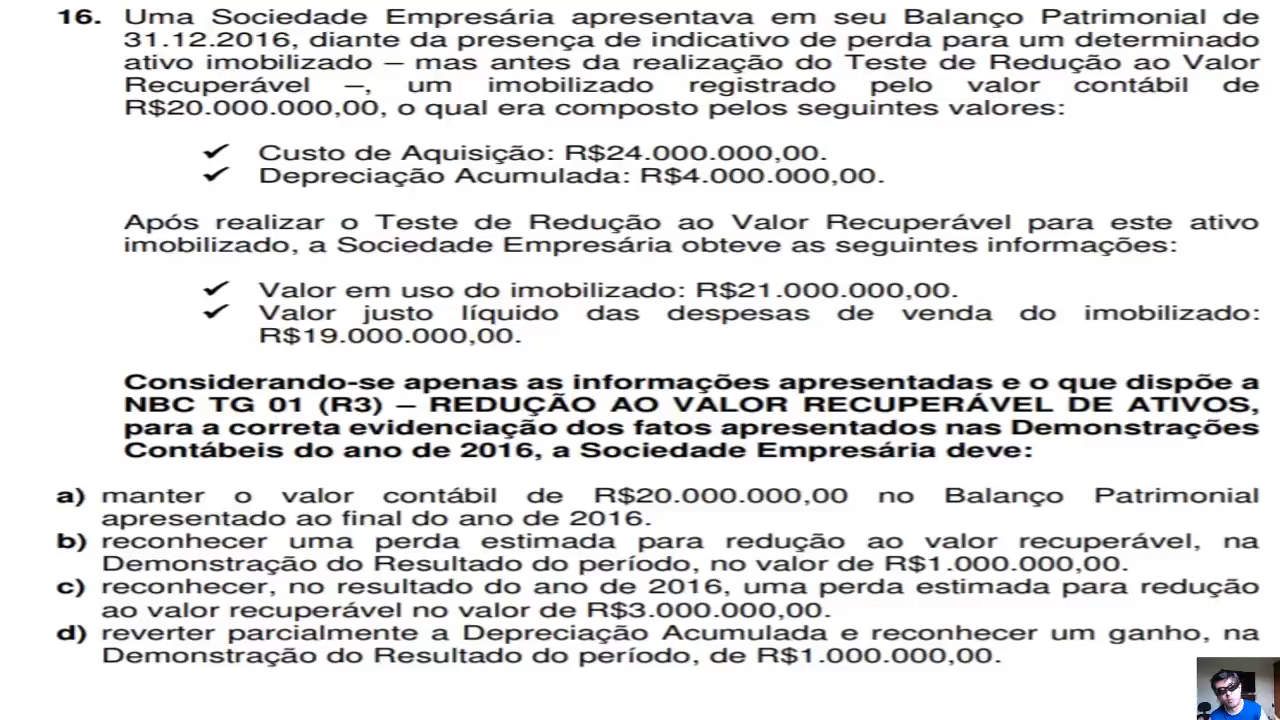 16. Uma Sociedade Empresária apresentava em seu Balanço Patrimonial de
31.12.2016, diante da presença de indicativo de perda para um determinado
ativo imobilizado – mas antes da realização do Teste de Redução ao Valor
Recuperável –, um imobilizado registrado pelo valor contábil de
R$20.000.000,00, o qual era composto pelos seguintes valores:
✓ Custo de Aquisição: R$24.000.000,00.
✓ Depreciação Acumulada: R$4.000.000,00.
Após realizar o Teste de Redução ao Valor Recuperável para este ativo
imobilizado, a Sociedade Empresária obteve as seguintes informações:
✓ Valor em uso do imobilizado: R$21.000.000,00.
✓ Valor justo líquido das despesas de venda do imobilizado:
R$19.000.000,00.
Considerando-se apenas as informações apresentadas e o que dispõe a
NBC TG 01 (R3) – REDUÇÃO AO VALOR RECUPERÁVEL DE ATIVOS,
para a correta evidenciação dos fatos apresentados nas Demonstrações
Contábeis do ano de 2016, a Sociedade Empresária deve:
a) manter o valor contábil de R$20.000.000,00 no Balanço Patrimonial
apresentado ao final do ano de 2016.
b) reconhecer uma perda estimada para redução ao valor recuperável, na
Demonstração do Resultado do período, no valor de R$1.000.000,00.
c) reconhecer, no resultado do ano de 2016, uma perda estimada para redução
ao valor recuperável no valor de R$3.000.000,00.
d) reverter parcialmente a Depreciação Acumulada e reconhecer um ganho, na
Demonstração do Resultado do período, de R$1.000.000,00.